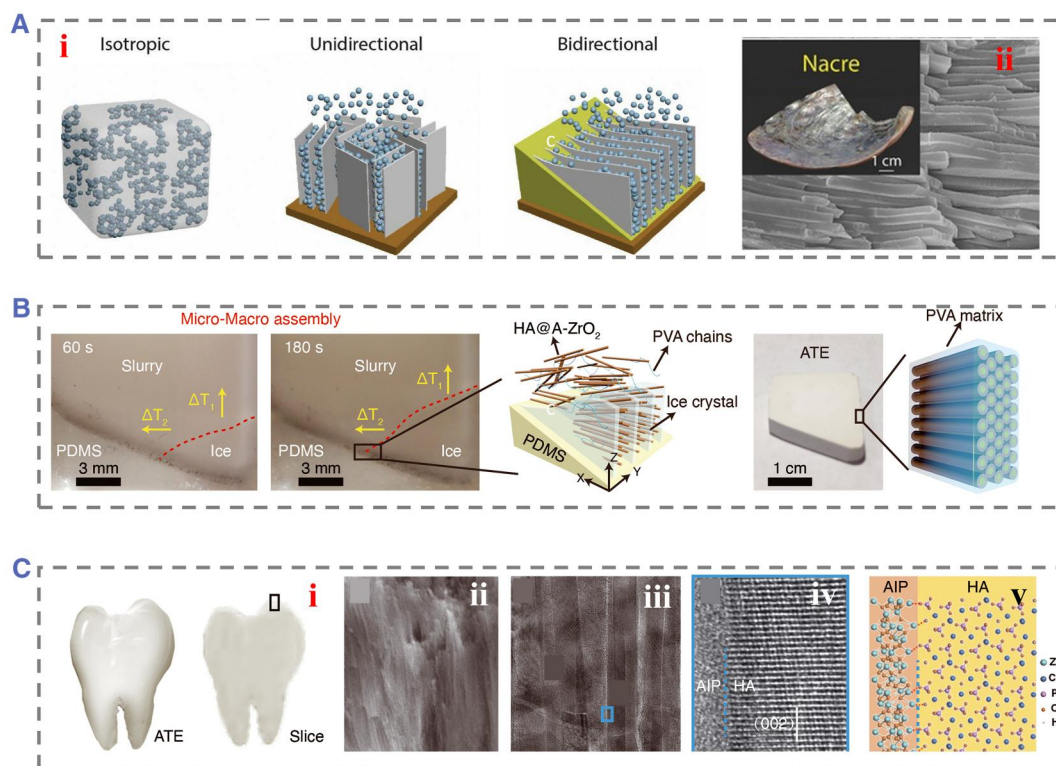 A
i
Isotropic
Unidirectional
Bidirectional
C
Nacre
ii
1 cm
B
Micro-Macro assembly
60 s
Slurry
ΔT₁
ΔT₂
PDMS
Ice
3 mm
180 s
Slurry
ΔT₁
ΔT₂
PDMS
Ice
3 mm
HA@A-ZrO₂
PVA chains
Ice crystal
C
PDMS
Z
Y
X
ATE
1 cm
PVA matrix
C
i
ATE
Slice
ii
iii
iv
AIP
HA
(002)
AIP
HA
v
Z
C
P
O
H